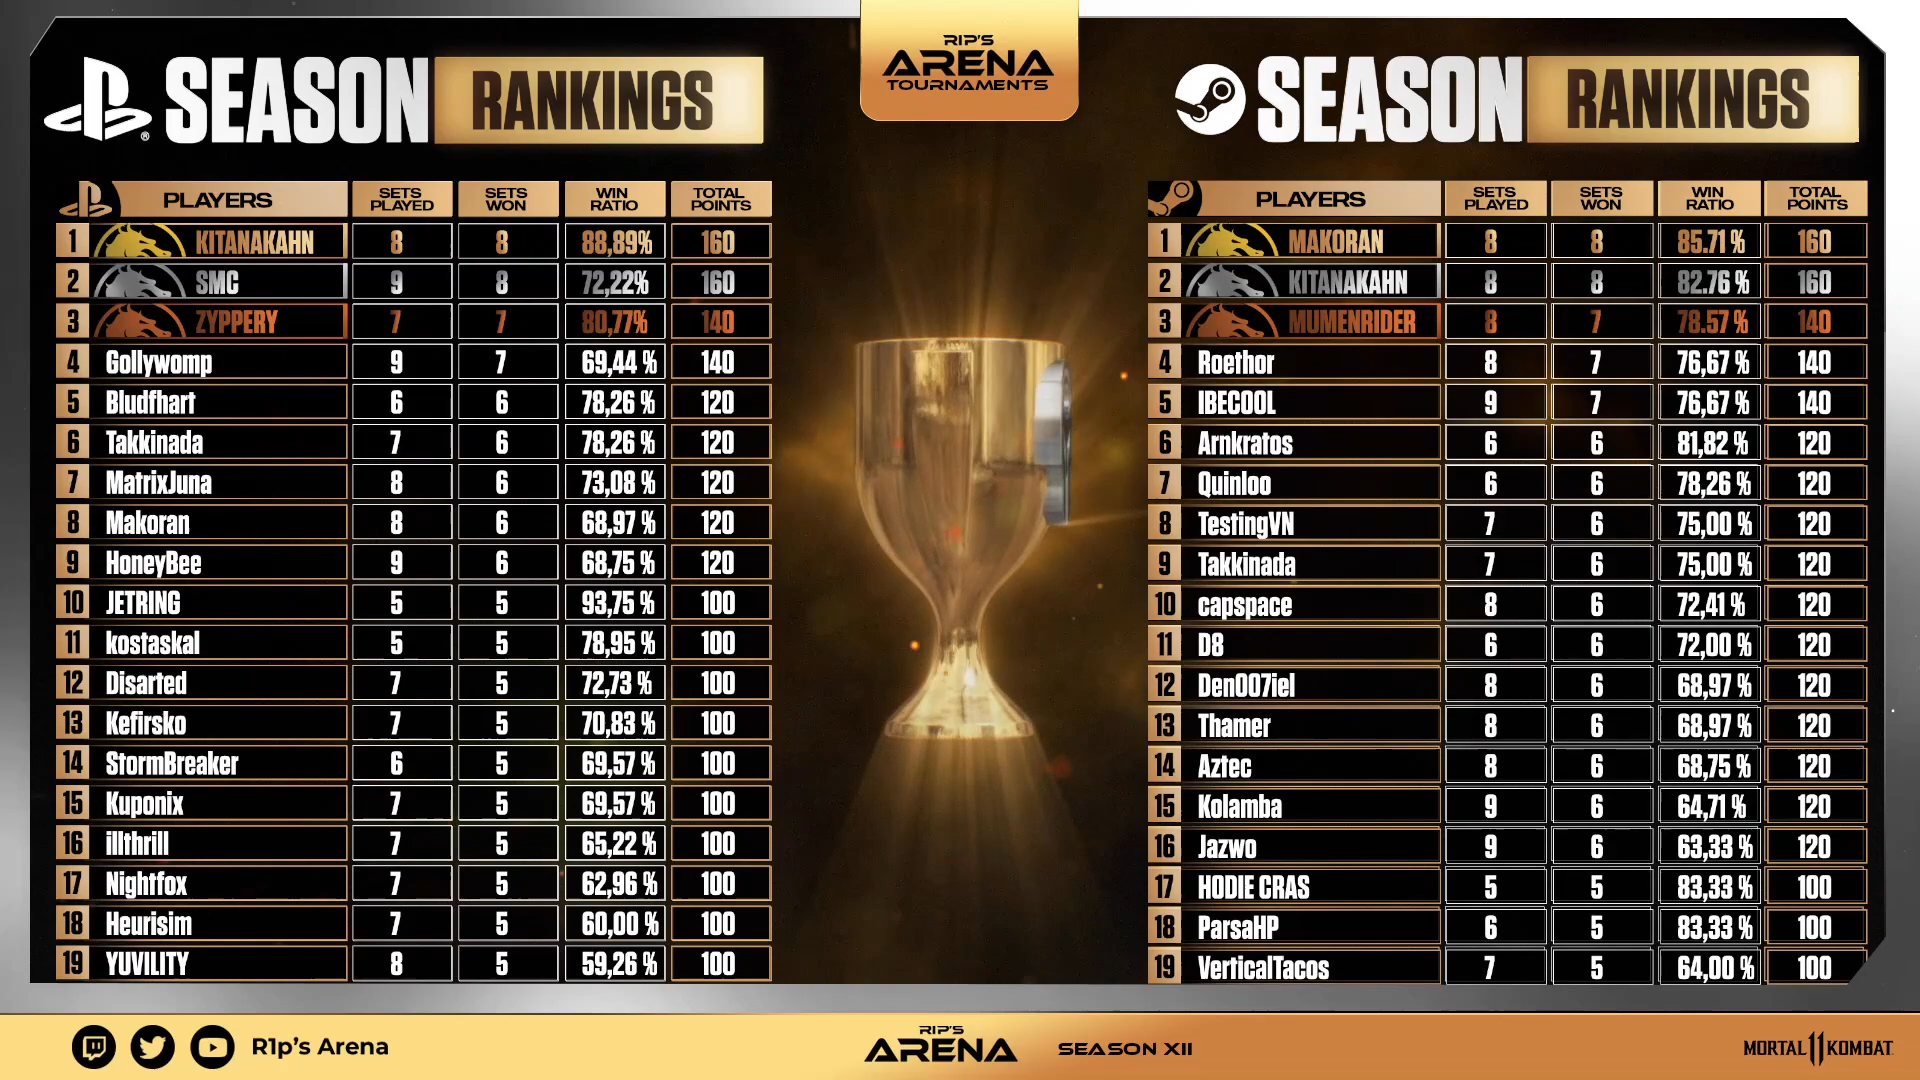 RIP'S
ARENA
TOURNAMENTS
SEASON RANKINGS
PLAYERS SETS PLAYED SETS WON WIN RATIO TOTAL POINTS
1 KITANAKAHN 8 8 88,89% 160
2 SMC 9 8 72,22% 160
3 ZYPPERY 7 7 80,77% 140
4 Gollywomp 9 7 69,44 % 140
5 Bludfhart 6 6 78,26 % 120
6 Takkinada 7 6 78,26 % 120
7 MatrixJuna 8 6 73,08 % 120
8 Makoran 8 6 68,97 % 120
9 HoneyBee 9 6 68,75 % 120
10 JETRING 5 5 93,75 % 100
11 kostaskal 5 5 78,95 % 100
12 Disarted 7 5 72,73 % 100
13 Kefirsko 7 5 70,83 % 100
14 StormBreaker 6 5 69,57 % 100
15 Kuponix 7 5 69,57 % 100
16 illthrill 7 5 65,22 % 100
17 Nightfox 7 5 62,96 % 100
18 Heurisim 7 5 60,00 % 100
19 YUVILITY 8 5 59,26 % 100
SEASON RANKINGS
PLAYERS SETS PLAYED SETS WON WIN RATIO TOTAL POINTS
1 MAKORAN 8 8 85.71 % 160
2 KITANAKAHN 8 8 82.76 % 160
3 MUMENRIDER 8 7 78.57 % 140
4 Roethor 8 7 76,67 % 140
5 IBECOOL 9 7 76,67 % 140
6 Arnkratos 6 6 81,82 % 120
7 Quinloo 6 6 78,26 % 120
8 TestingVN 7 6 75,00 % 120
9 Takkinada 7 6 75,00 % 120
10 capspace 8 6 72,41 % 120
11 D8 6 6 72,00 % 120
12 Den007iel 8 6 68,97 % 120
13 Thamer 8 6 68,97 % 120
14 Aztec 8 6 68,75 % 120
15 Kolamba 9 6 64,71 % 120
16 Jazwo 9 6 63,33 % 120
17 HODIE CRAS 5 5 83,33 % 100
18 ParsaHP 6 5 83,33 % 100
19 VerticalTacos 7 5 64,00 % 100
R1p's Arena
RIP'S
ARENA
SEASON XII
MORTAL 11 KOMBAT